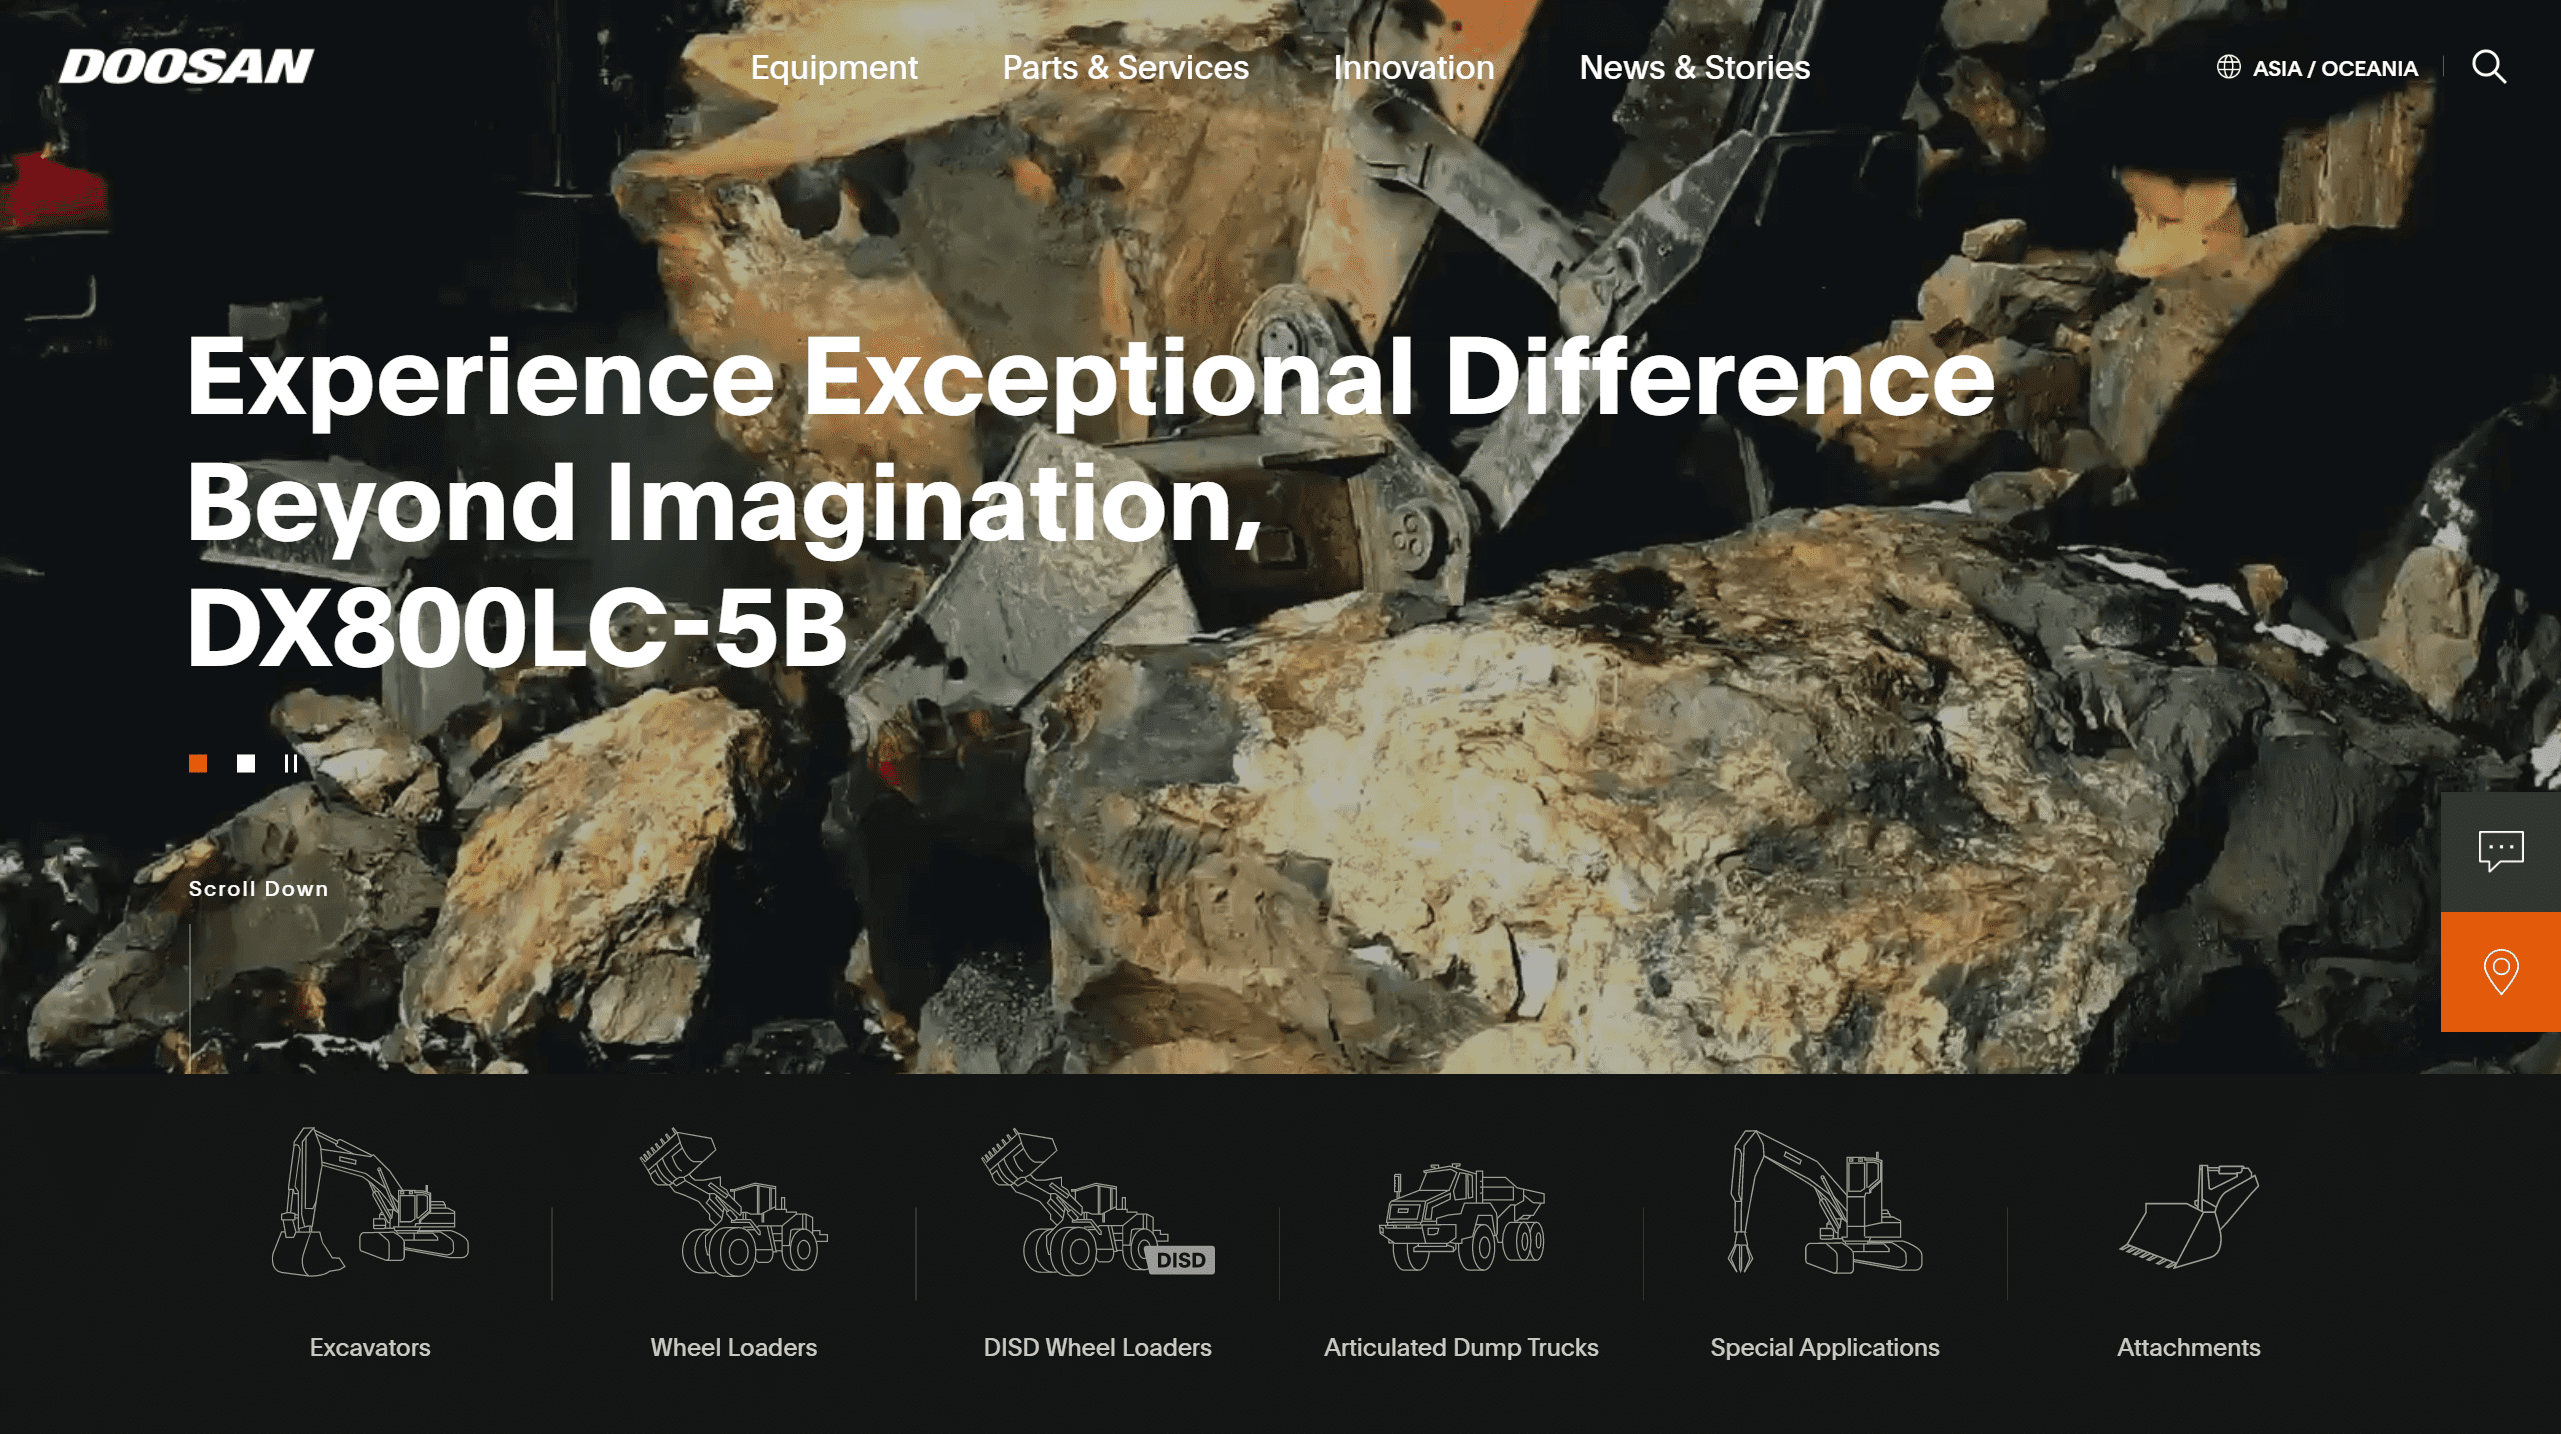 DOOSAN
Equipment
Parts & Services
Innovation
News & Stories
ASIA / OCEANIA
Experience Exceptional Difference
Beyond Imagination,
DX800LC-5B
Scroll Down
DISD
Excavators
Wheel Loaders
DISD Wheel Loaders
Articulated Dump Trucks
Special Applications
Attachments